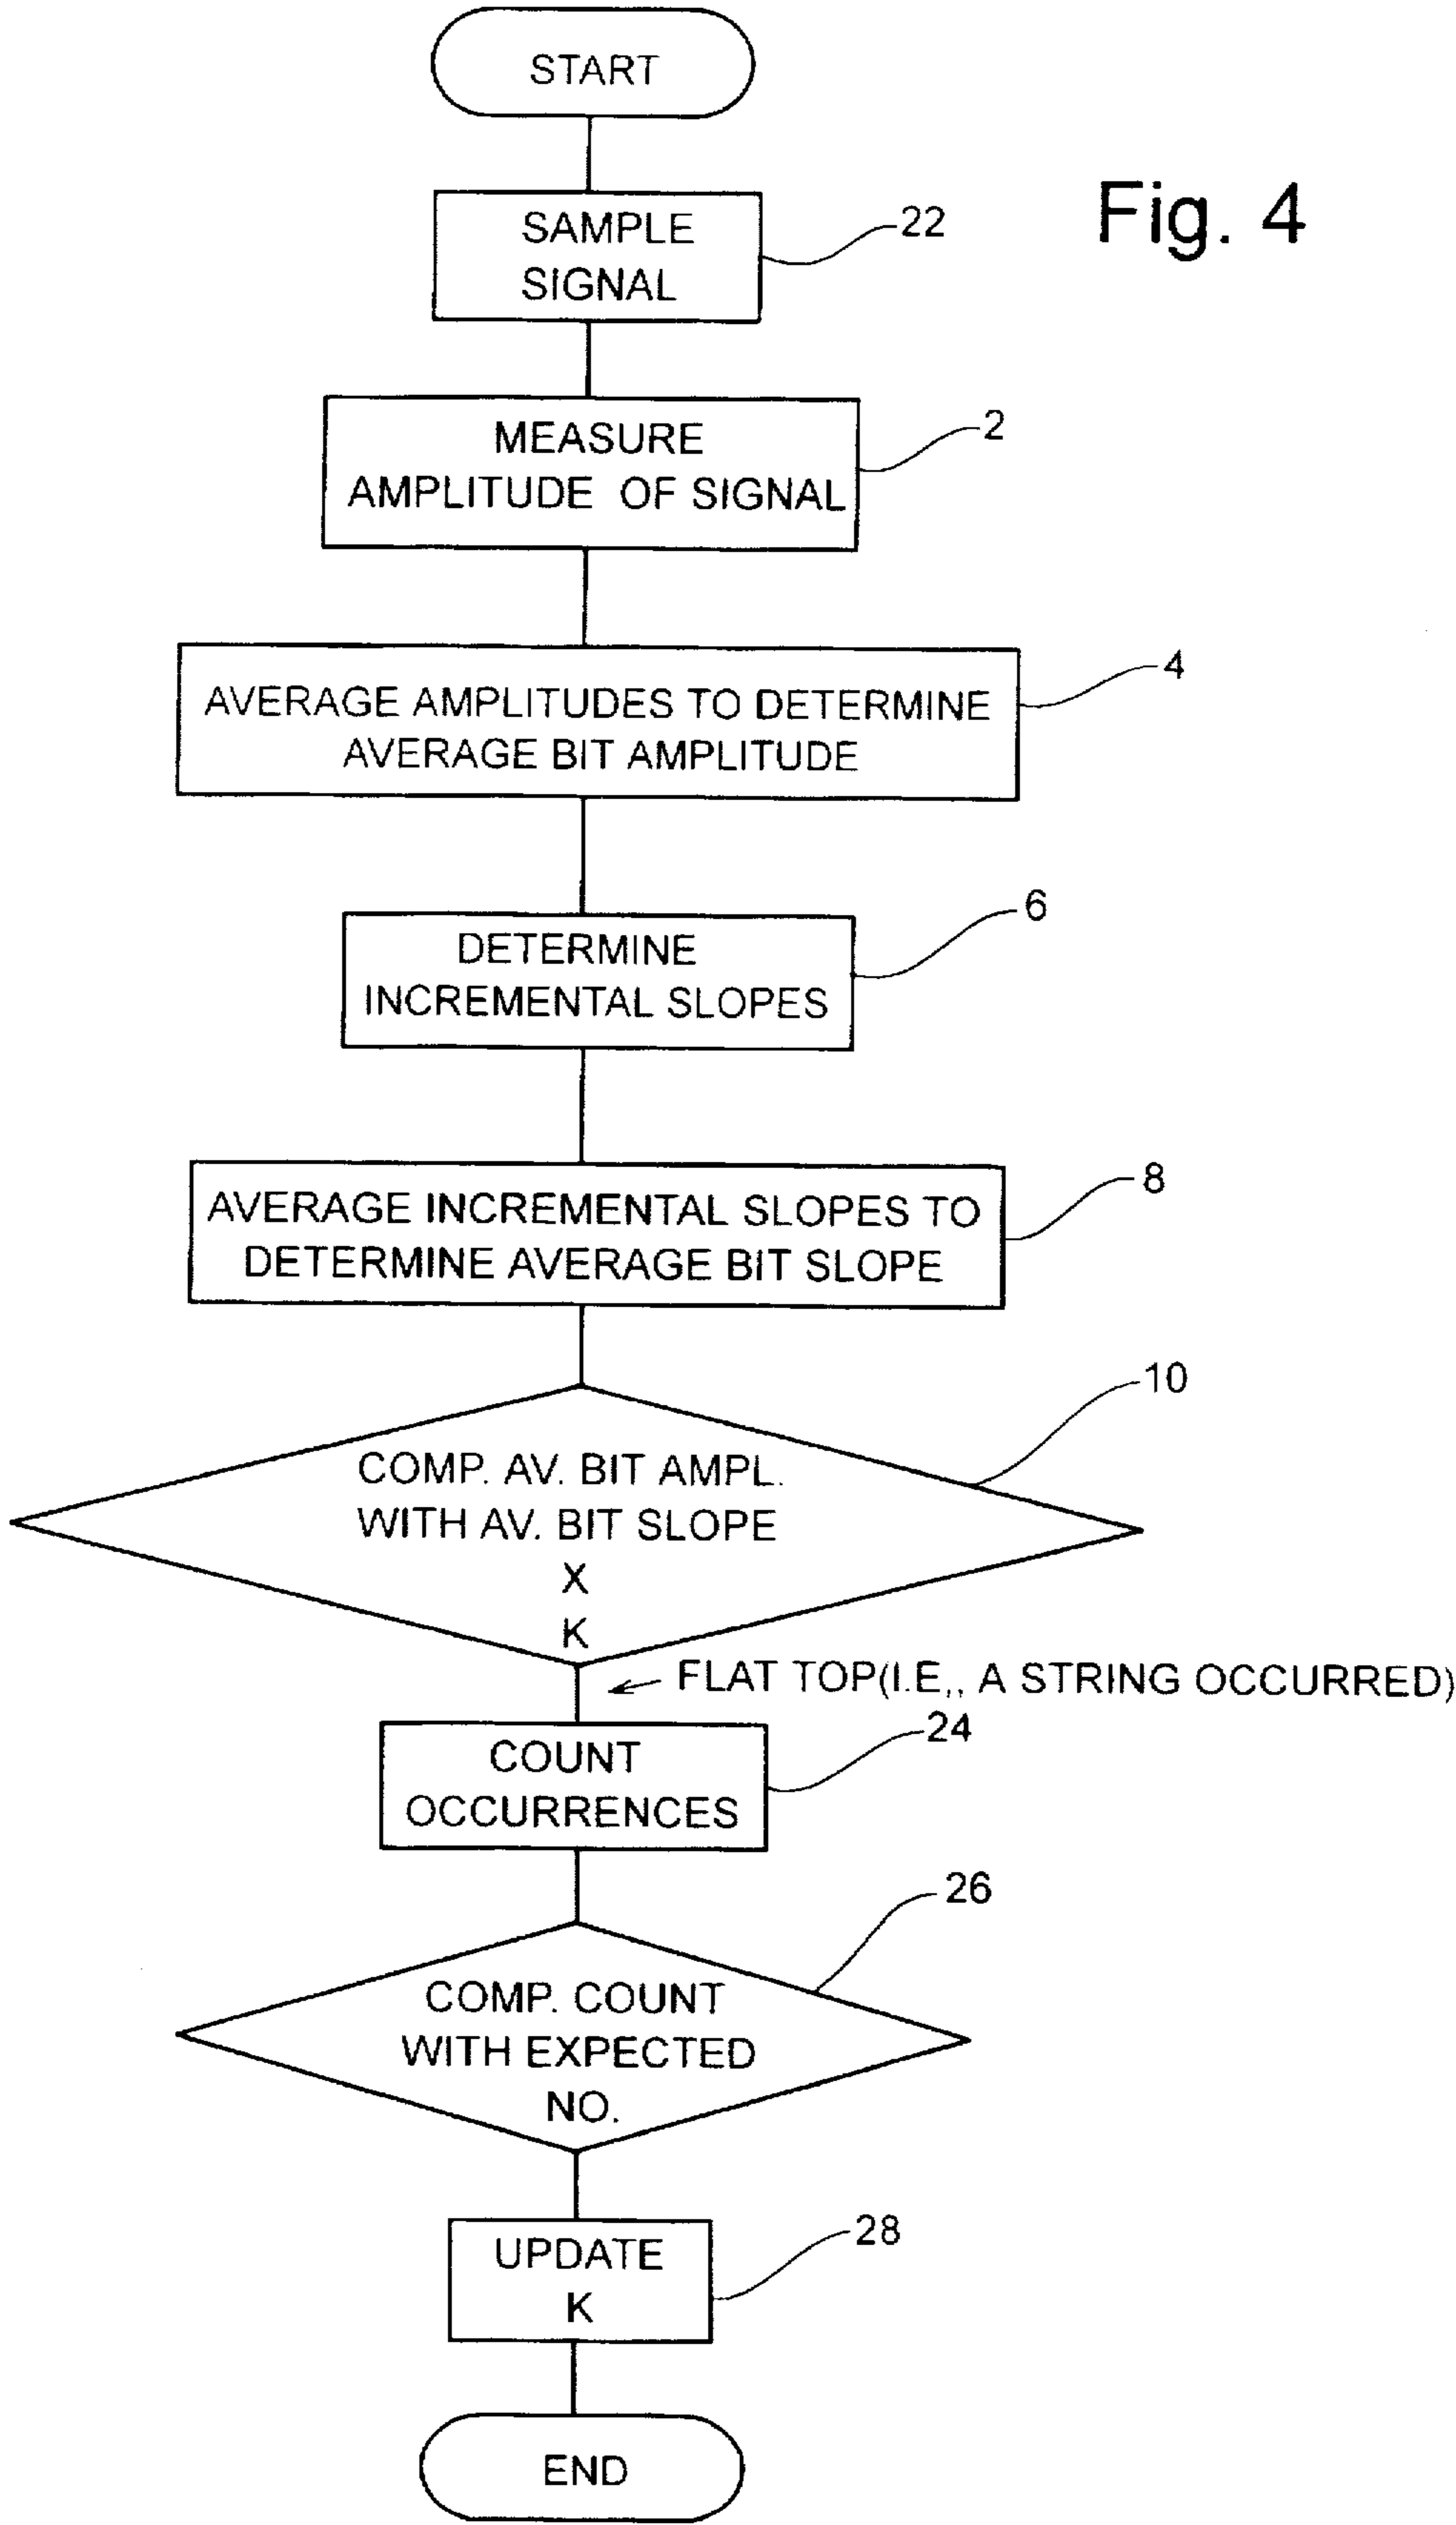 START
Fig. 4
SAMPLE
SIGNAL
22
MEASURE
AMPLITUDE OF SIGNAL
2
AVERAGE AMPLITUDES TO DETERMINE
AVERAGE BIT AMPLITUDE
4
DETERMINE
INCREMENTAL SLOPES
6
AVERAGE INCREMENTAL SLOPES TO
DETERMINE AVERAGE BIT SLOPE
8
COMP. AV. BIT AMPL.
WITH AV. BIT SLOPE
X
K
10
FLAT TOP(I.E,, A STRING OCCURRED)
COUNT
OCCURRENCES
24
COMP. COUNT
WITH EXPECTED
NO.
26
UPDATE
K
28
END